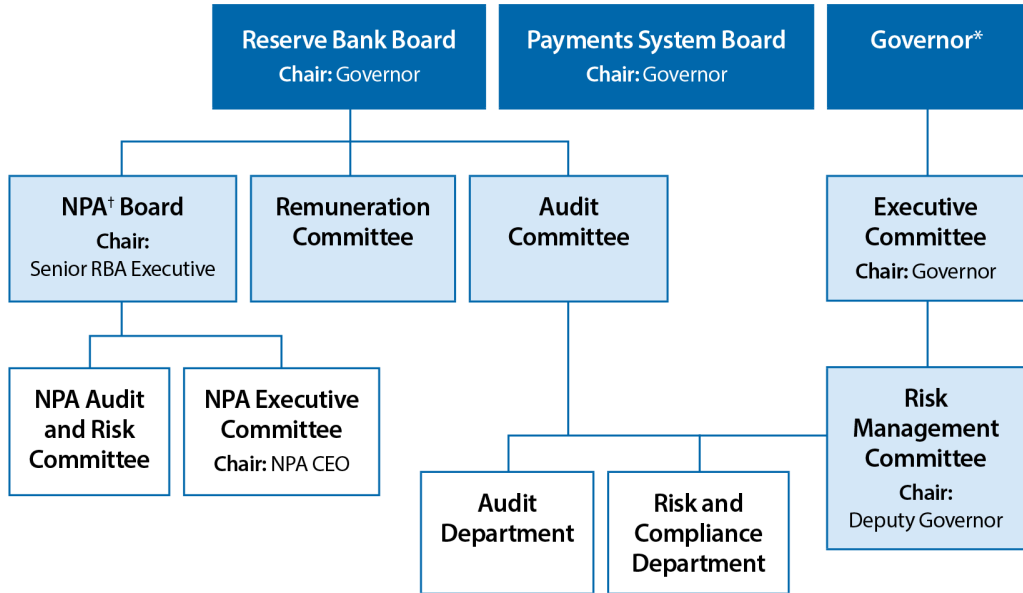 Reserve Bank Board
Chair: Governor
Payments System Board
Chair: Governor
Governor*
NPA† Board
Chair:
Senior RBA Executive
Remuneration
Committee
Audit
Committee
Executive
Committee
Chair: Governor
NPA Audit
and Risk
Committee
NPA Executive
Committee
Chair: NPA CEO
Risk
Management
Committee
Chair:
Deputy Governor
Audit
Department
Risk and
Compliance
Department